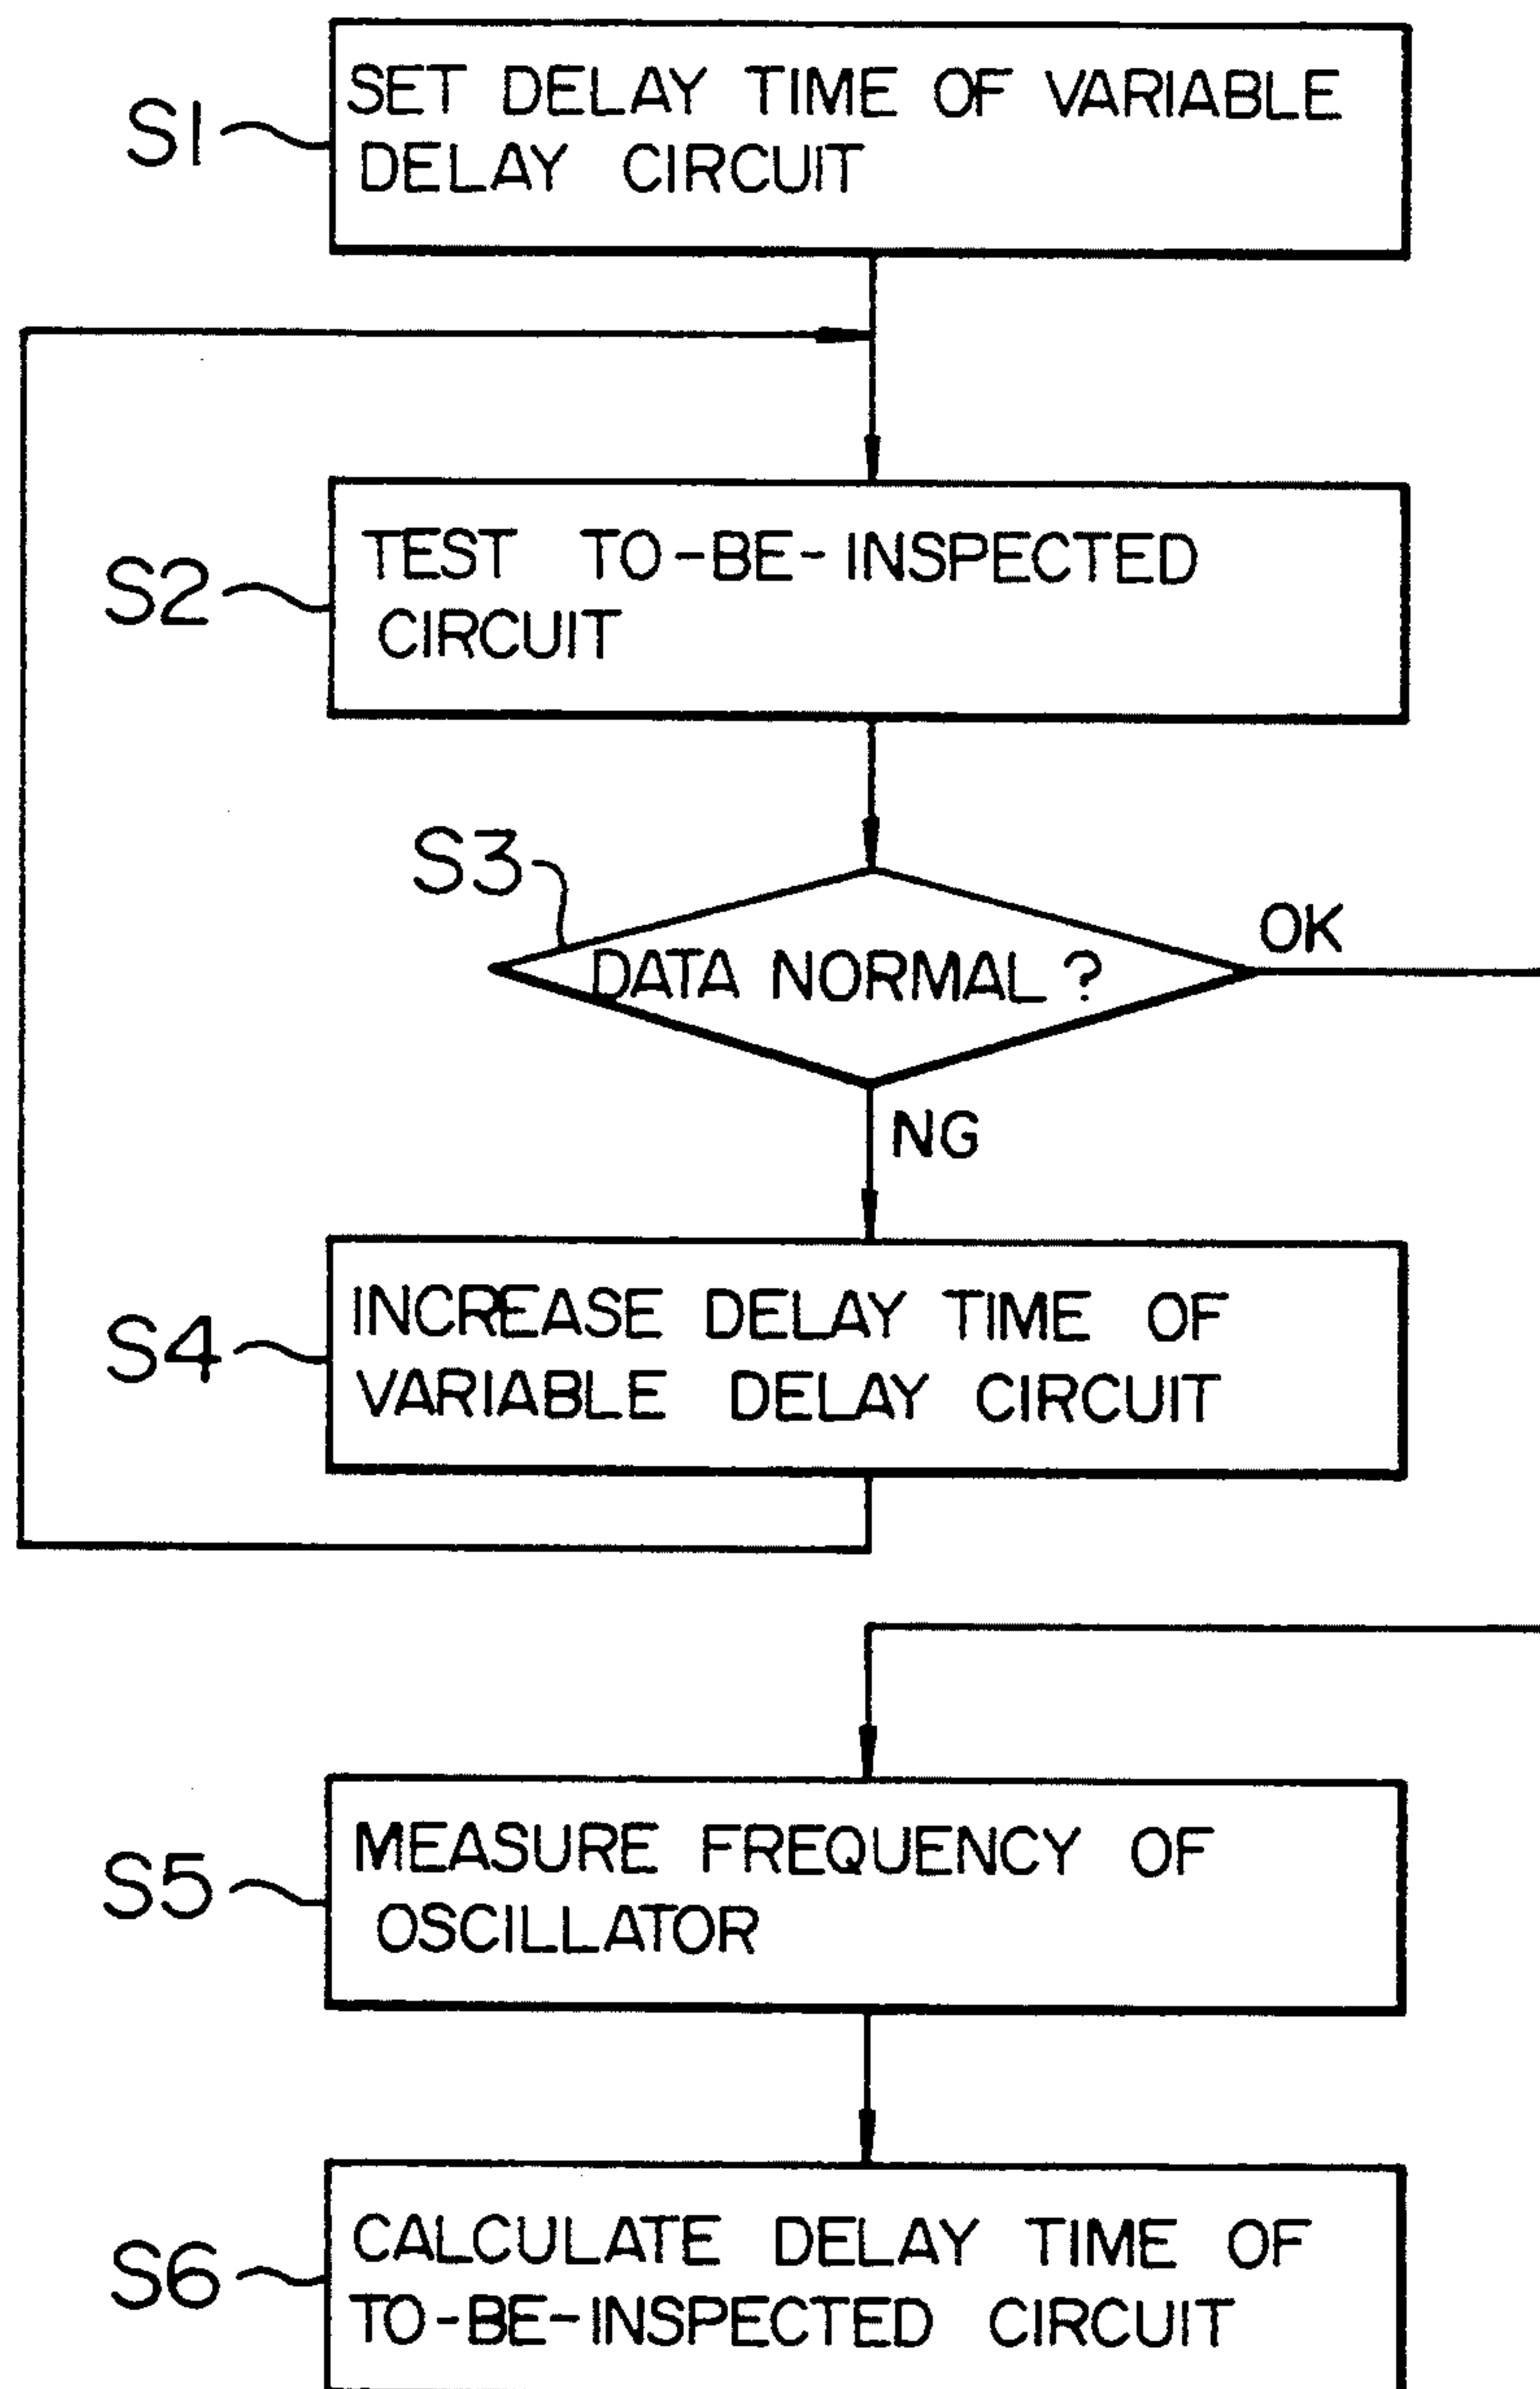 S1
SET DELAY TIME OF VARIABLE
DELAY CIRCUIT
S2
TEST TO-BE-INSPECTED
CIRCUIT
S3
DATA NORMAL ?
OK
NG
S4
INCREASE DELAY TIME OF
VARIABLE DELAY CIRCUIT
S5
MEASURE FREQUENCY OF
OSCILLATOR
S6
CALCULATE DELAY TIME OF
TO-BE-INSPECTED CIRCUIT